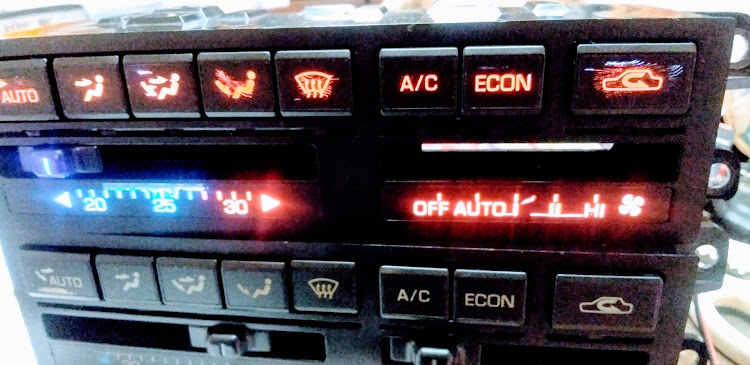 AUTO A/C ECON
20 25 30 OFF AUTO HI
AUTO A/C ECON